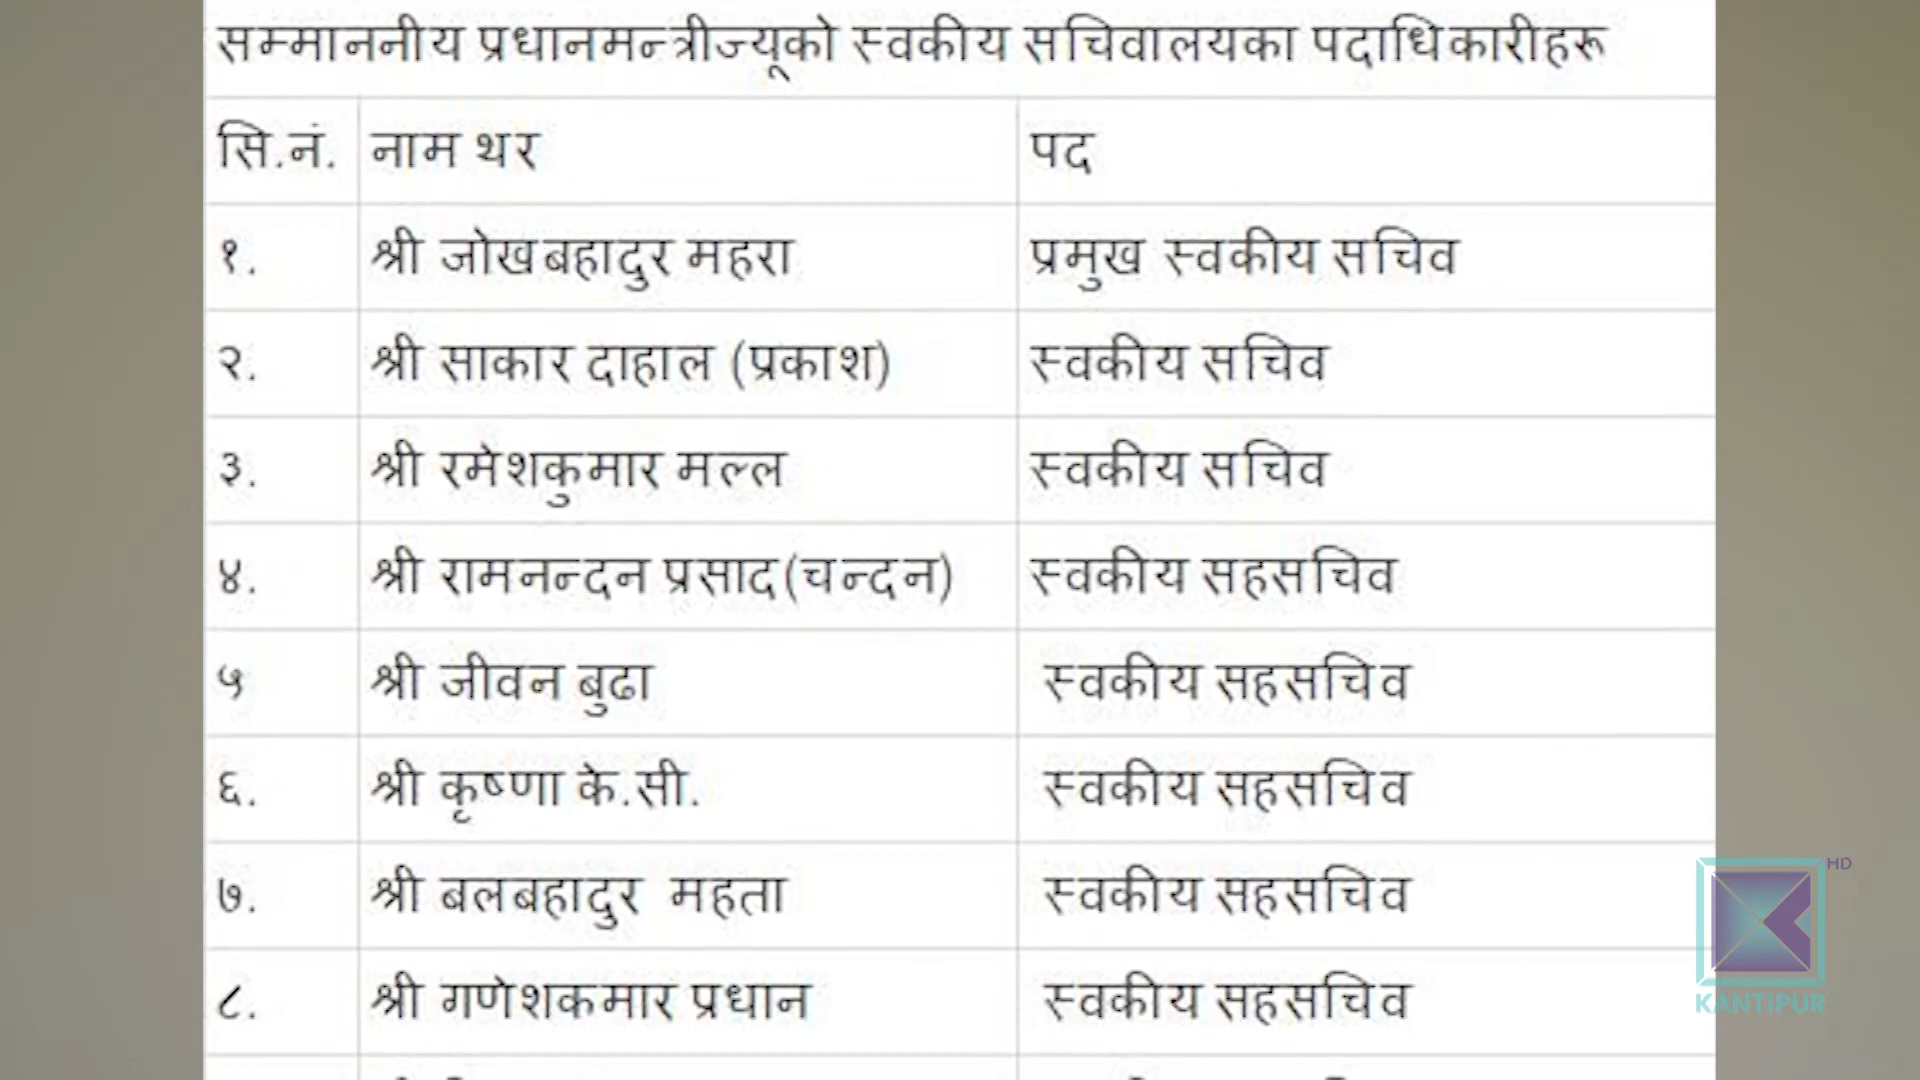 सम्माननीय प्रधानमन्त्रीज्यूको स्वकीय सचिवालयका पदाधिकारीहरू
सि.नं. नाम थर पद
१. श्री जोखबहादुर महरा प्रमुख स्वकीय सचिव
२. श्री साकार दाहाल (प्रकाश) स्वकीय सचिव
३. श्री रमेशकुमार मल्ल स्वकीय सचिव
४. श्री रामनन्दन प्रसाद(चन्दन) स्वकीय सहसचिव
५ श्री जीवन बुढा स्वकीय सहसचिव
६. श्री कृष्णा के.सी. स्वकीय सहसचिव
७. श्री बलबहादुर महता स्वकीय सहसचिव
८. श्री गणेशकमार प्रधान स्वकीय सहसचिव
HD
KANTIPUR